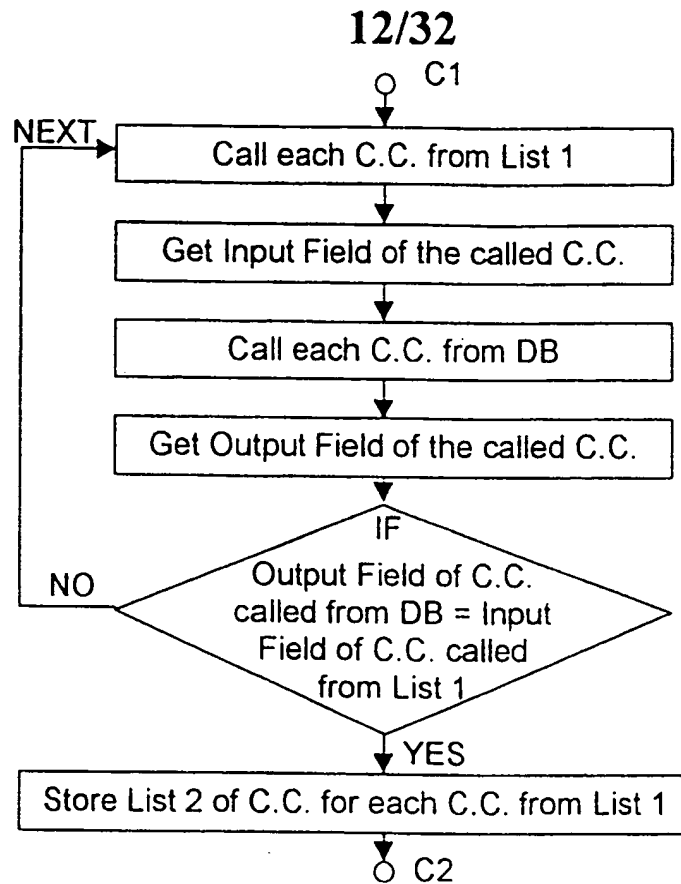 12/32
C1
NEXT
Call each C.C. from List 1
Get Input Field of the called C.C.
Call each C.C. from DB
Get Output Field of the called C.C.
IF
NO
Output Field of C.C.
called from DB = Input
Field of C.C. called
from List 1
YES
Store List 2 of C.C. for each C.C. from List 1
C2